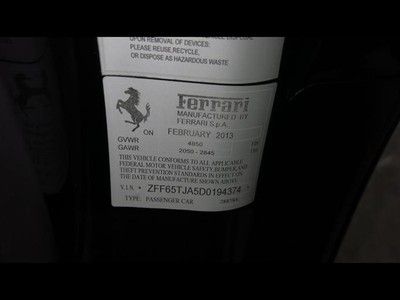 UPON REMOVAL OF DEVICES:
PLEASE REUSE,RECYCLE,
OR DISPOSE AS HAZARDOUS WASTE
Ferrari
MANUFACTURED BY
FERRARI S.p.A.
ON FEBRUARY 2013
GVWR 4850
GAWR 2090 - 2845
THIS VEHICLE CONFORMS TO ALL APPLICABLE
FEDERAL MOTOR VEHICLE SAFETY, BUMPER, AND
THEFT PREVENTION STANDARDS IN EFFECT ON
THE DATE OF MANUFACTURE SHOWN ABOVE.
V.I.N. * ZFF65TJA5D0194374 *
TYPE: PASSENGER CAR